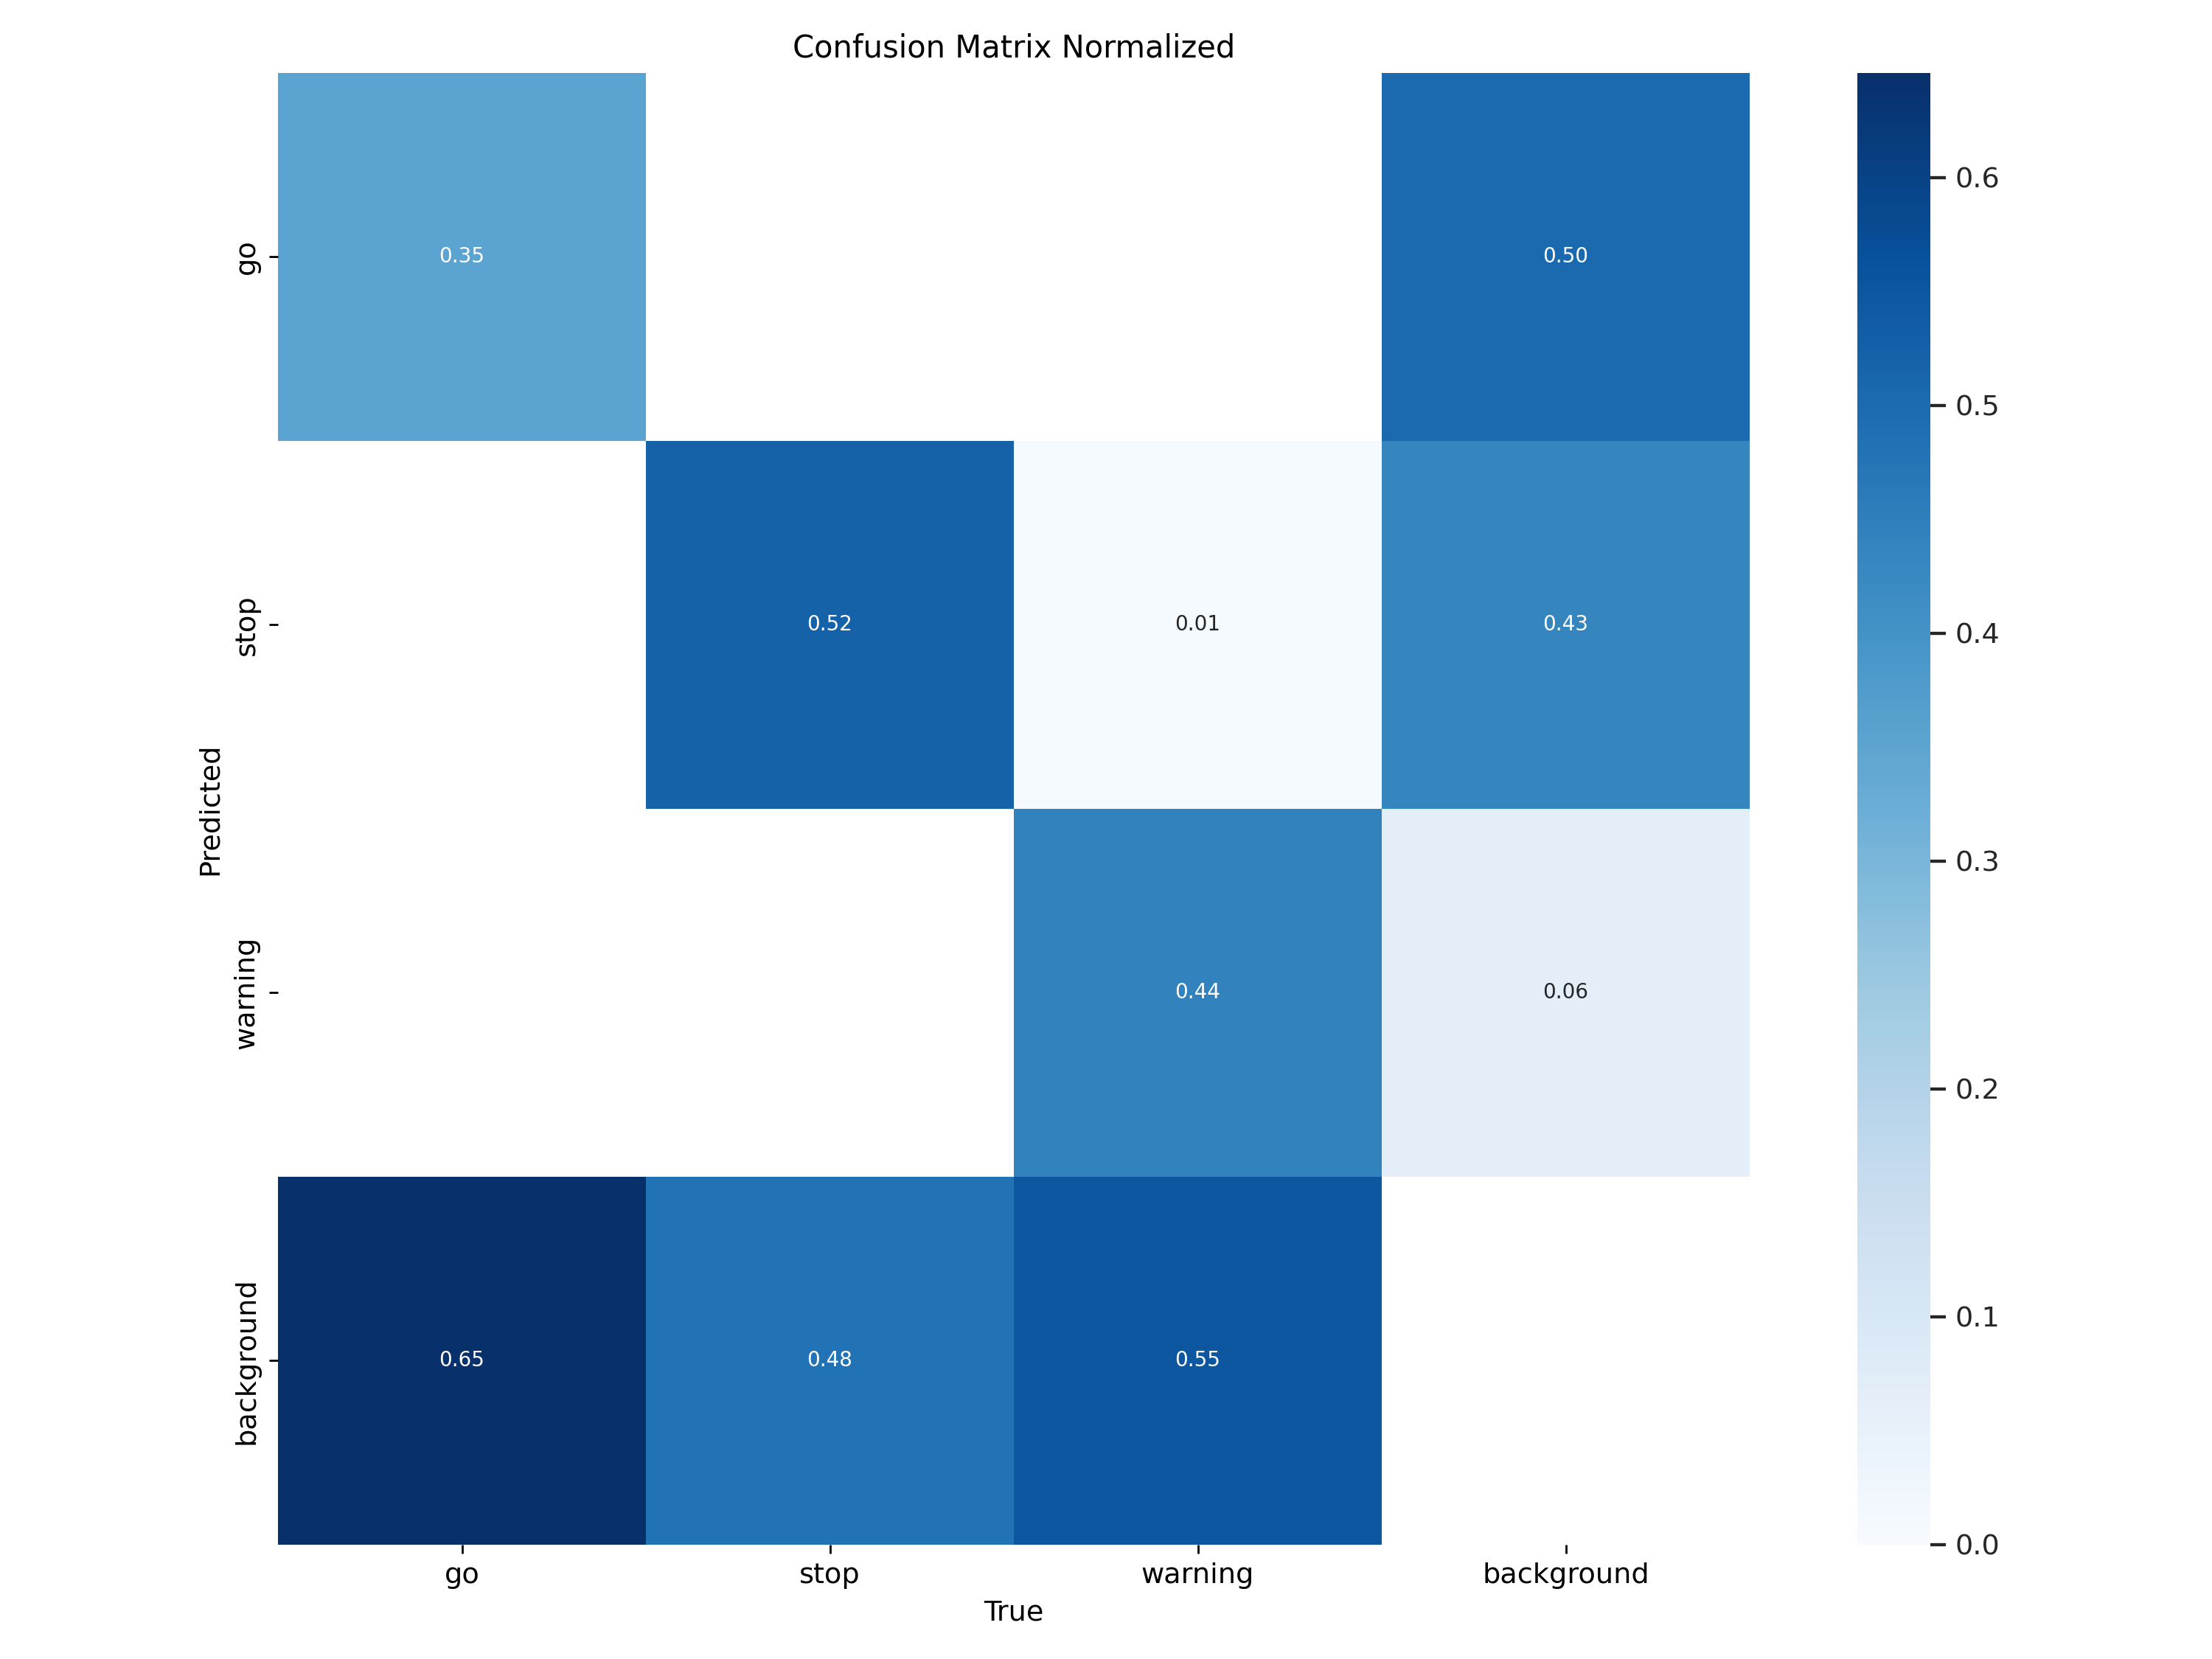 Confusion Matrix Normalized
go
0.35
0.50
0.6
0.5
stop
0.52
0.01
0.43
0.4
Predicted
0.3
warning
0.44
0.06
0.2
background
0.65
0.48
0.55
0.1
0.0
go
stop
warning
background
True